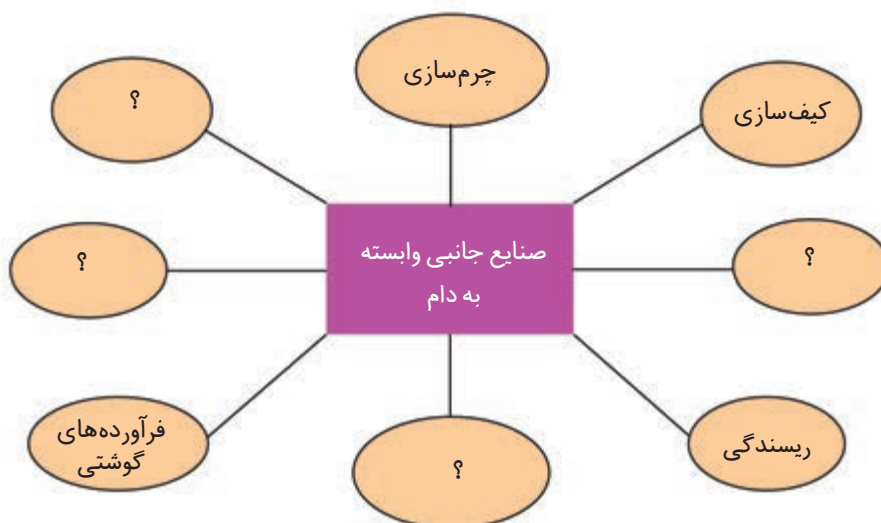 چرم‌سازی
کیف‌سازی
؟
؟
صنایع جانبی وابسته
به دام
؟
ریسندگی
؟
فرآورده‌های
گوشتی